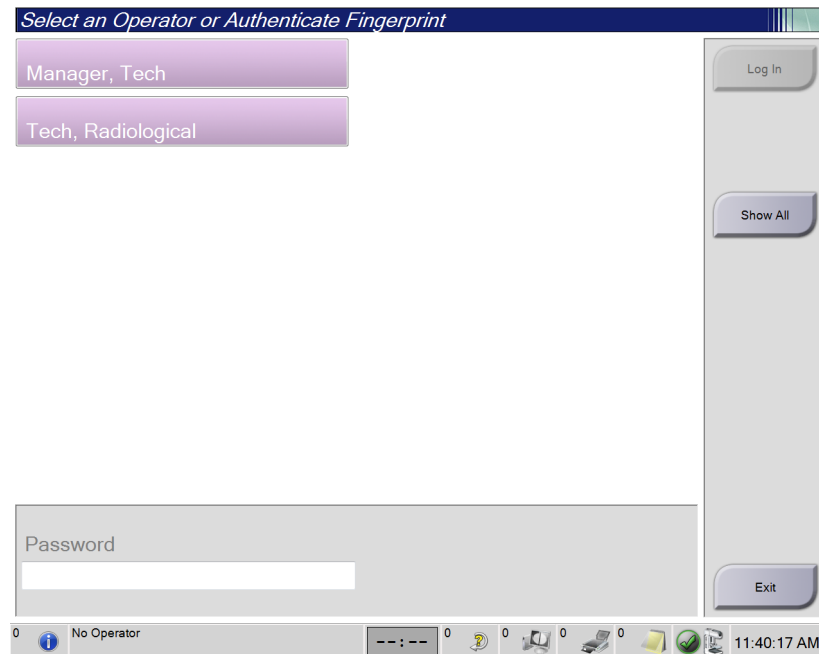 Select an Operator or Authenticate Fingerprint
Manager, Tech
Log In
Tech, Radiological
Show All
Password
Exit
0 No Operator --:-- 0 0 0 0 11:40:17 AM